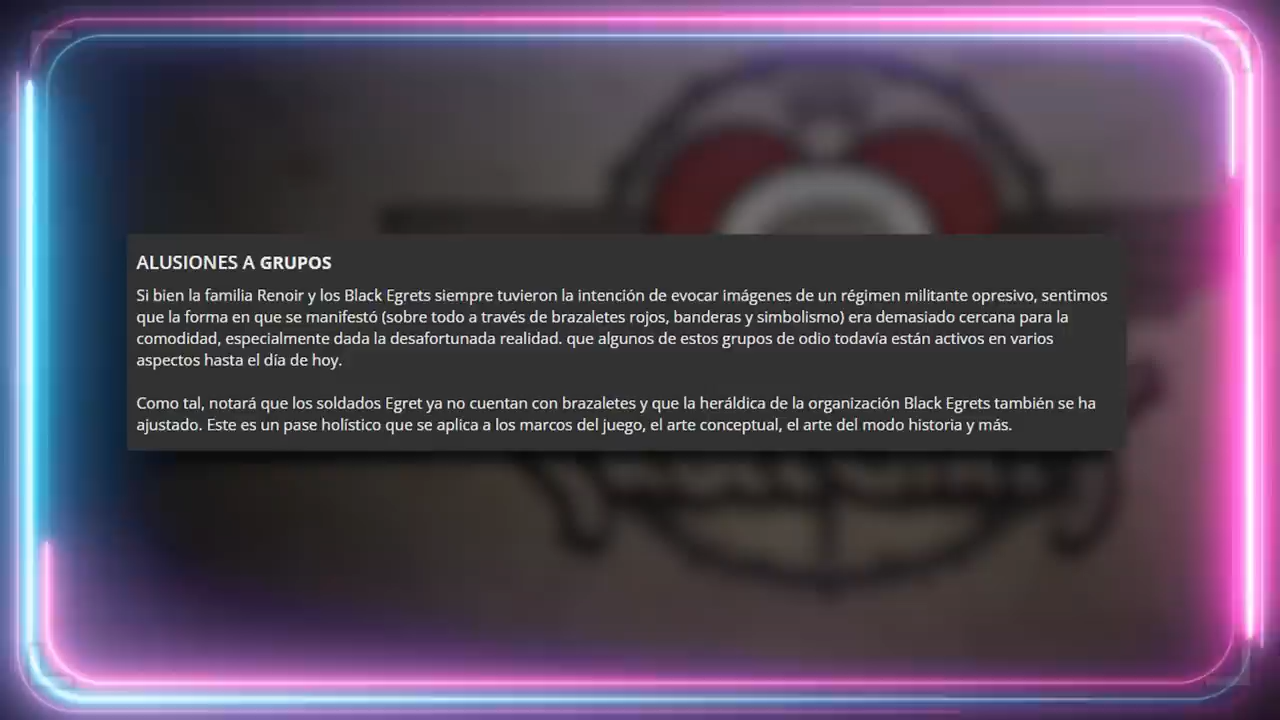 ALUSIONES A GRUPOS
Si bien la familia Renoir y los Black Egrets siempre tuvieron la intención de evocar imágenes de un régimen militante opresivo, sentimos
que la forma en que se manifestó (sobre todo a través de brazaletes rojos, banderas y simbolismo) era demasiado cercana para la
comodidad, especialmente dada la desafortunada realidad. que algunos de estos grupos de odio todavía están activos en varios
aspectos hasta el día de hoy.
Como tal, notará que los soldados Egret ya no cuentan con brazaletes y que la heráldica de la organización Black Egrets también se ha
ajustado. Este es un pase holístico que se aplica a los marcos del juego, el arte conceptual, el arte del modo historia y más.